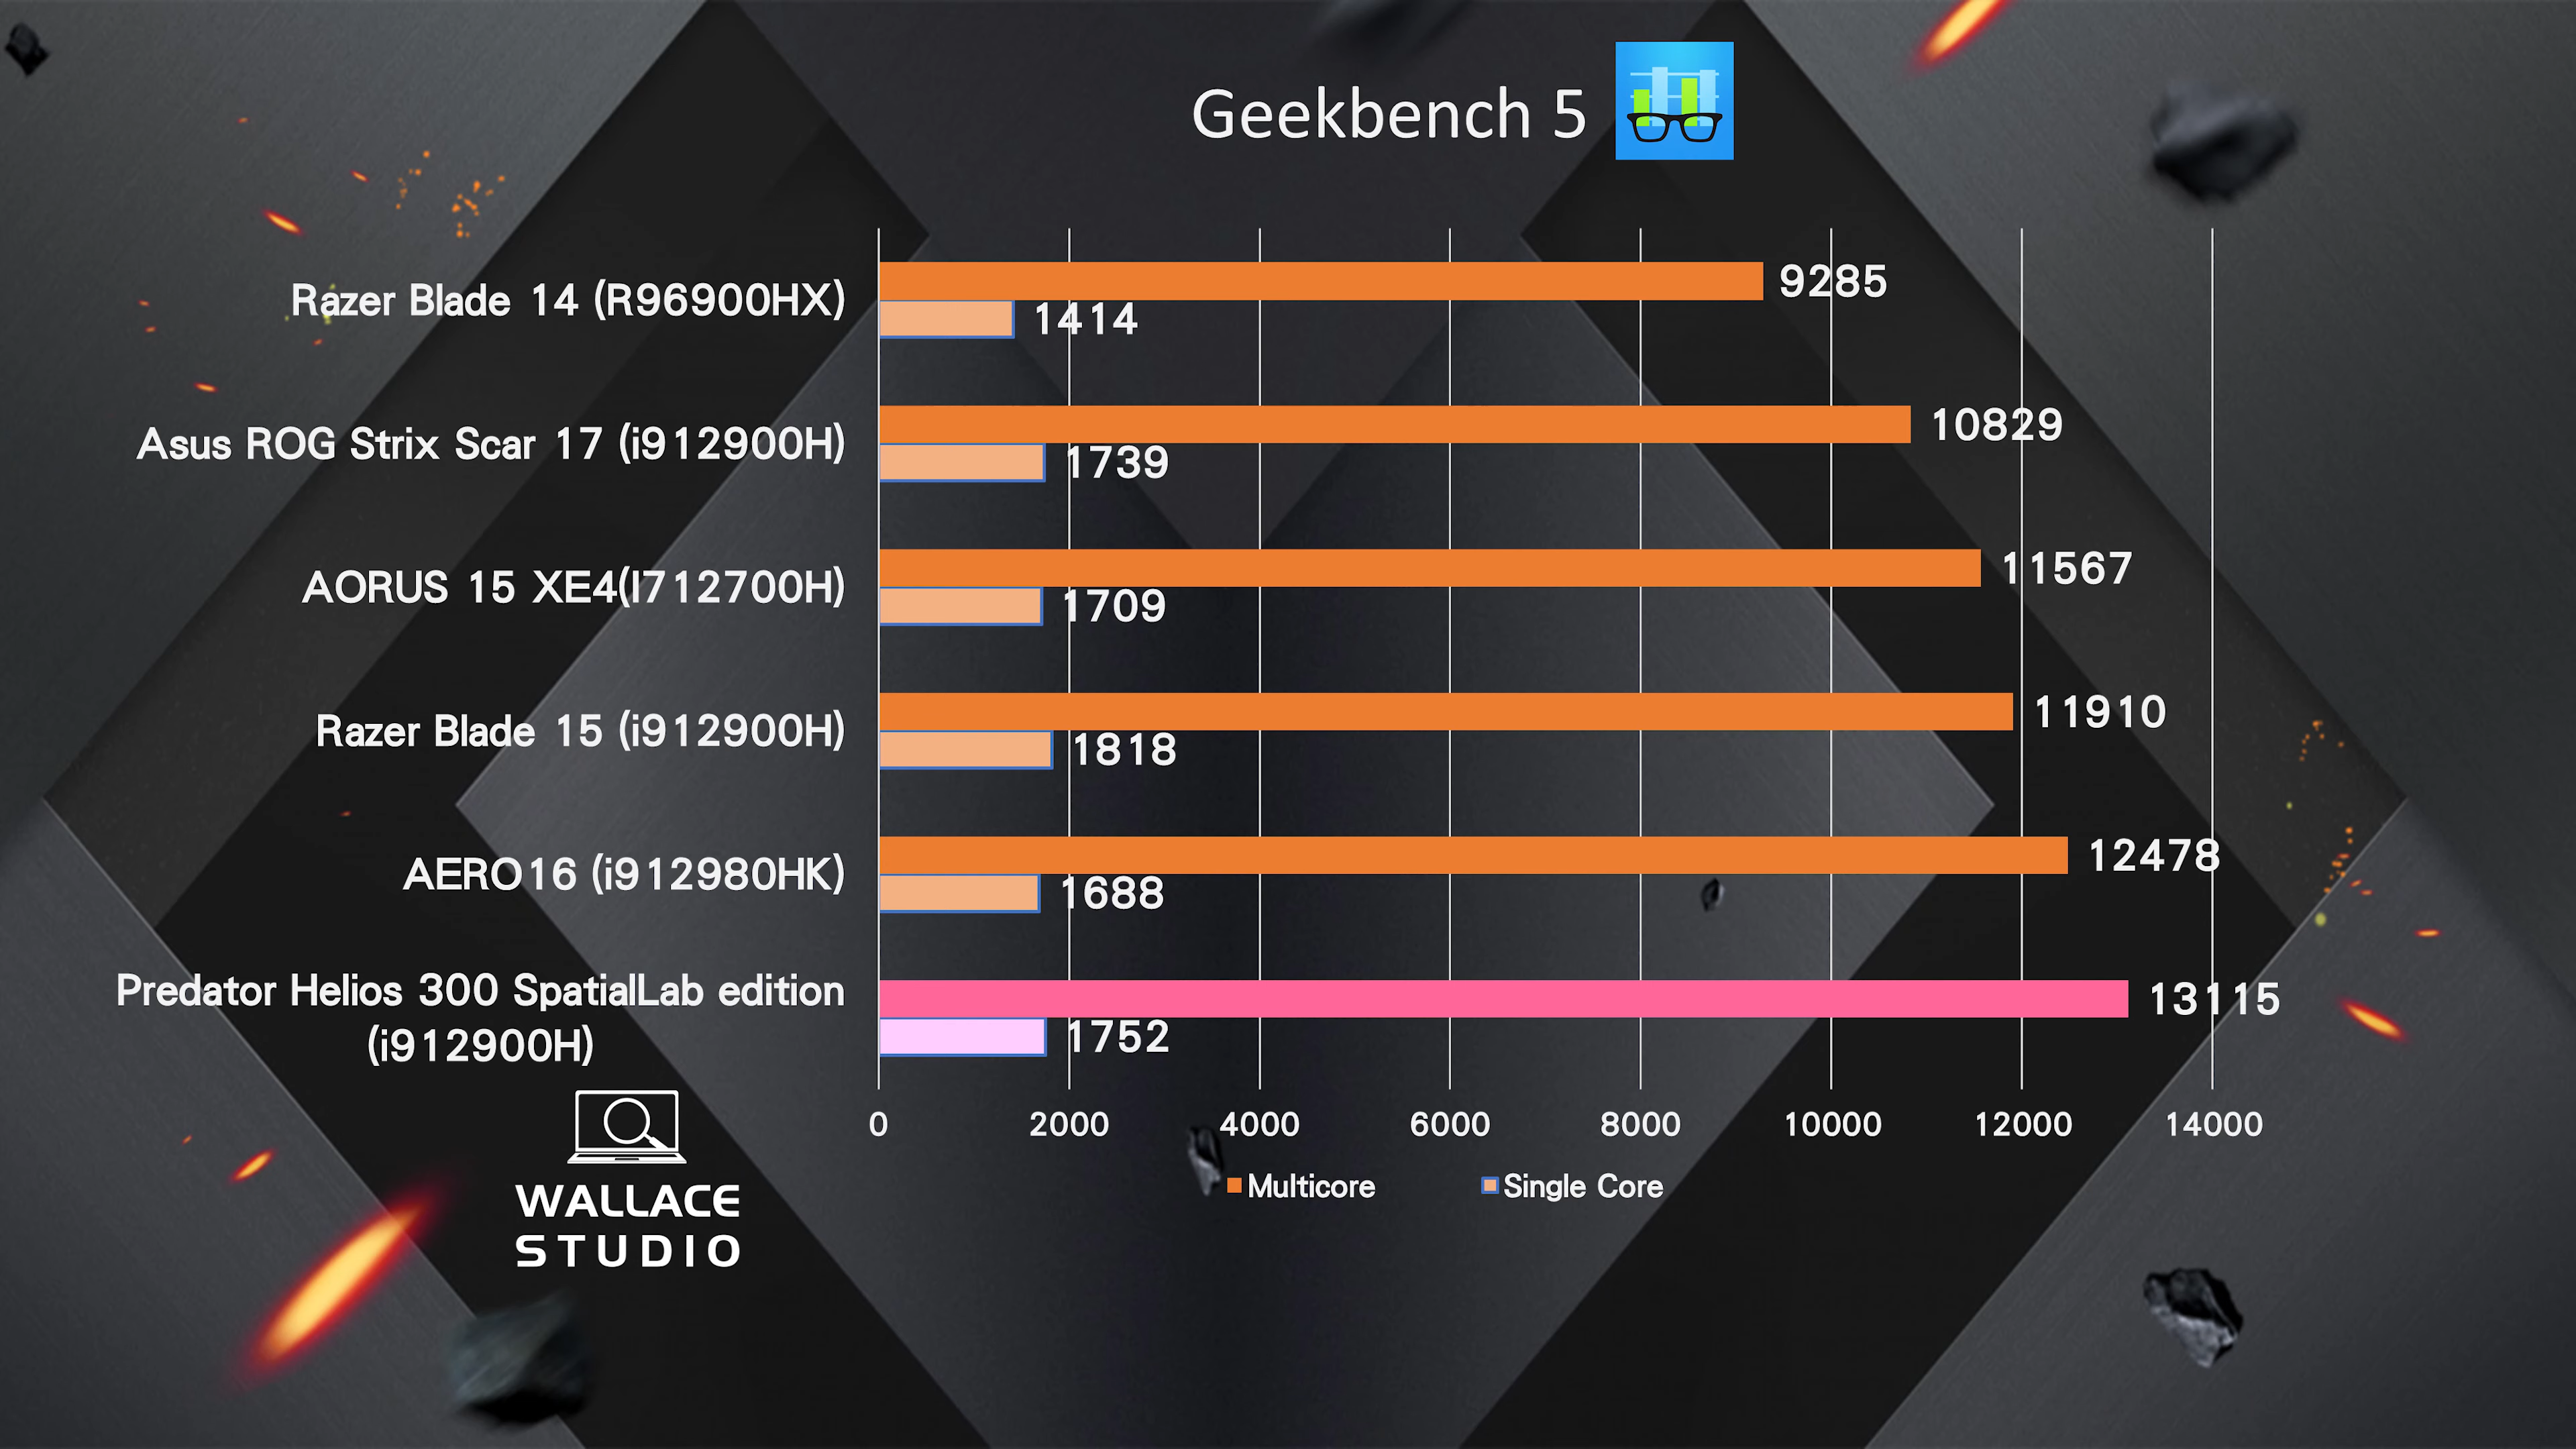 Geekbench 5
Razer Blade 14 (R96900HX)
9285
1414
Asus ROG Strix Scar 17 (i912900H)
10829
1739
AORUS 15 XE4(I712700H)
11567
1709
Razer Blade 15 (i912900H)
11910
1818
AERO16 (i912980HK)
12478
1688
Predator Helios 300 SpatialLab edition
(i912900H)
13115
1752
0 2000 4000 6000 8000 10000 12000 14000
Multicore Single Core
WALLACE
STUDIO